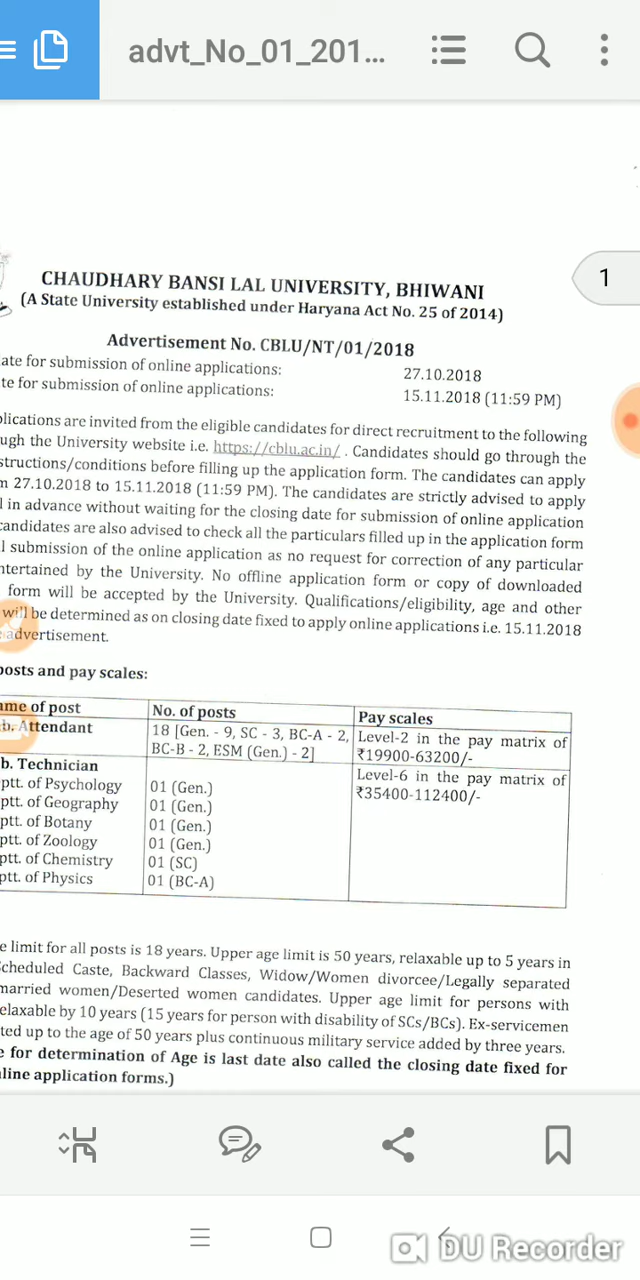 advt_No_01_201...
1
CHAUDHARY BANSI LAL UNIVERSITY, BHIWANI
(A State University established under Haryana Act No. 25 of 2014)
Advertisement No. CBLU/NT/01/2018
ate for submission of online applications: 27.10.2018
te for submission of online applications: 15.11.2018 (11:59 PM)
plications are invited from the eligible candidates for direct recruitment to the following
ugh the University website i.e. https://cblu.ac.in/ . Candidates should go through the
structions/conditions before filling up the application form. The candidates can apply
m 27.10.2018 to 15.11.2018 (11:59 PM). The candidates are strictly advised to apply
l in advance without waiting for the closing date for submission of online application
candidates are also advised to check all the particulars filled up in the application form
l submission of the online application as no request for correction of any particular
ntertained by the University. No offline application form or copy of downloaded
form will be accepted by the University. Qualifications/eligibility, age and other
will be determined as on closing date fixed to apply online applications i.e. 15.11.2018
advertisement.
posts and pay scales:
ame of post No. of posts Pay scales
b. Attendant 18 [Gen. - 9, SC - 3, BC-A - 2, Level-2 in the pay matrix of
BC-B - 2, ESM (Gen.) - 2] ₹19900-63200/-
b. Technician Level-6 in the pay matrix of
ptt. of Psychology 01 (Gen.) ₹35400-112400/-
ptt. of Geography 01 (Gen.)
ptt. of Botany 01 (Gen.)
ptt. of Zoology 01 (Gen.)
ptt. of Chemistry 01 (SC)
ptt. of Physics 01 (BC-A)
e limit for all posts is 18 years. Upper age limit is 50 years, relaxable up to 5 years in
Scheduled Caste, Backward Classes, Widow/Women divorcee/Legally separated
married women/Deserted women candidates. Upper age limit for persons with
elaxable by 10 years (15 years for person with disability of SCs/BCs). Ex-servicemen
ted up to the age of 50 years plus continuous military service added by three years.
e for determination of Age is last date also called the closing date fixed for
line application forms.)
DU Recorder